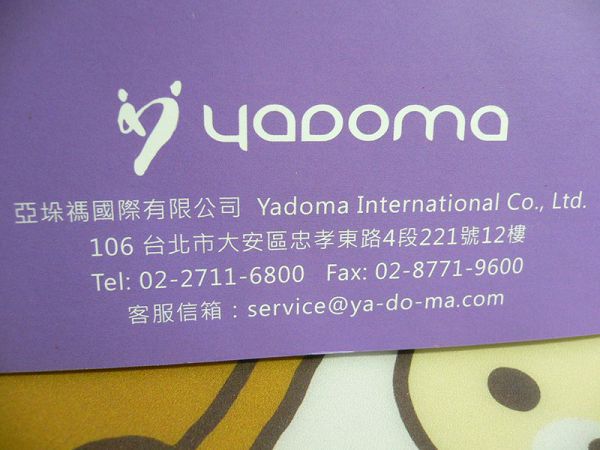 yadoma
亞垛禡國際有限公司 Yadoma International Co., Ltd.
106 台北市大安區忠孝東路4段221號12樓
Tel: 02-2711-6800 Fax: 02-8771-9600
客服信箱：service@ya-do-ma.com